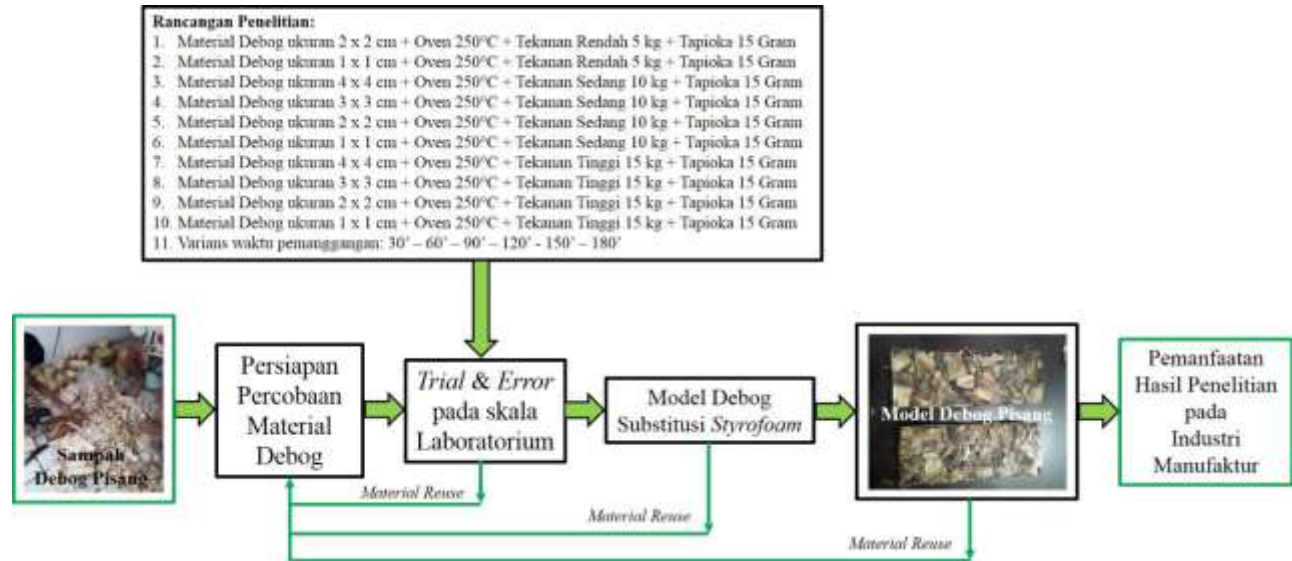 Rancangan Penelitian:
1. Material Debog ukuran 2 x 2 cm + Oven 250°C + Tekanan Rendah 5 kg + Tapioka 15 Gram
2. Material Debog ukuran 1 x 1 cm + Oven 250°C + Tekanan Rendah 5 kg + Tapioka 15 Gram
3. Material Debog ukuran 4 x 4 cm + Oven 250°C + Tekanan Sedang 10 kg + Tapioka 15 Gram
4. Material Debog ukuran 3 x 3 cm + Oven 250°C + Tekanan Sedang 10 kg + Tapioka 15 Gram
5. Material Debog ukuran 2 x 2 cm + Oven 250°C + Tekanan Sedang 10 kg + Tapioka 15 Gram
6. Material Debog ukuran 1 x 1 cm + Oven 250°C + Tekanan Sedang 10 kg + Tapioka 15 Gram
7. Material Debog ukuran 4 x 4 cm + Oven 250°C + Tekanan Tinggi 15 kg + Tapioka 15 Gram
8. Material Debog ukuran 3 x 3 cm + Oven 250°C + Tekanan Tinggi 15 kg + Tapioka 15 Gram
9. Material Debog ukuran 2 x 2 cm + Oven 250°C + Tekanan Tinggi 15 kg + Tapioka 15 Gram
10. Material Debog ukuran 1 x 1 cm + Oven 250°C + Tekanan Tinggi 15 kg + Tapioka 15 Gram
11. Varians waktu pemanggangan: 30’ – 60’ – 90’ – 120’ - 150’ – 180’
Sampah
Debog Pisang
Persiapan
Percobaan
Material
Debog
Trial & Error
pada skala
Laboratorium
Model Debog
Substitusi Styrofoam
Model Debog Pisang
Pemanfaatan
Hasil Penelitian
pada
Industri
Manufaktur
Material Reuse
Material Reuse
Material Reuse